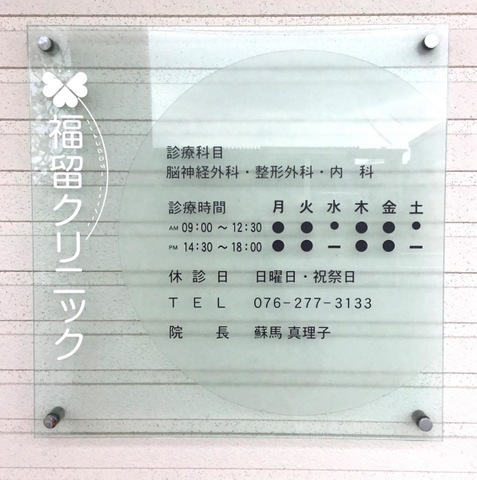 福留クリニック
診療科目
脳神経外科・整形外科・内　科
診療時間　月　火　水　木　金　土
AM 09:00 〜 12:30 ● ● • ● ● •
PM 14:30 〜 18:00 ● ● − ● ● −
休　診　日　日曜日・祝祭日
T　E　L　076−277−3133
院　　長　蘇馬 真理子